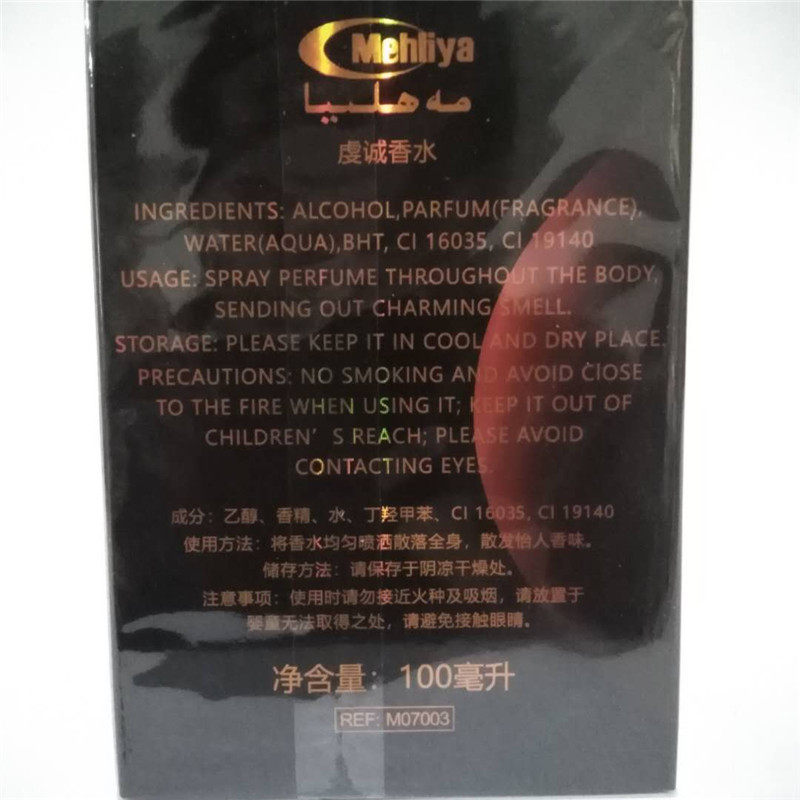 Mehliya
مه هليا
虔诚香水
INGREDIENTS: ALCOHOL,PARFUM(FRAGRANCE),
WATER(AQUA),BHT, CI 16035, CI 19140
USAGE: SPRAY PERFUME THROUGHOUT THE BODY,
SENDING OUT CHARMING SMELL.
STORAGE: PLEASE KEEP IT IN COOL AND DRY PLACE.
PRECAUTIONS: NO SMOKING AND AVOID CIOSE
TO THE FIRE WHEN USING IT; KEEP IT OUT OF
CHILDREN’ S REACH; PLEASE AVOID
CONTACTING EYES.
成分：乙醇、香精、水、丁羟甲苯、CI 16035, CI 19140
使用方法：将香水均匀喷洒散落全身，散发怡人香味。
储存方法：请保存于阴凉干燥处。
注意事项：使用时请勿接近火种及吸烟，请放置于
婴童无法取得之处，请避免接触眼睛。
净含量：100毫升
REF: M07003